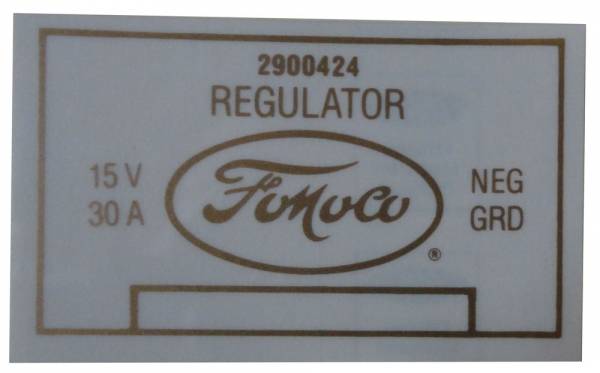 2900424
REGULATOR
15 V
30 A
FoMoCo
®
NEG
GRD